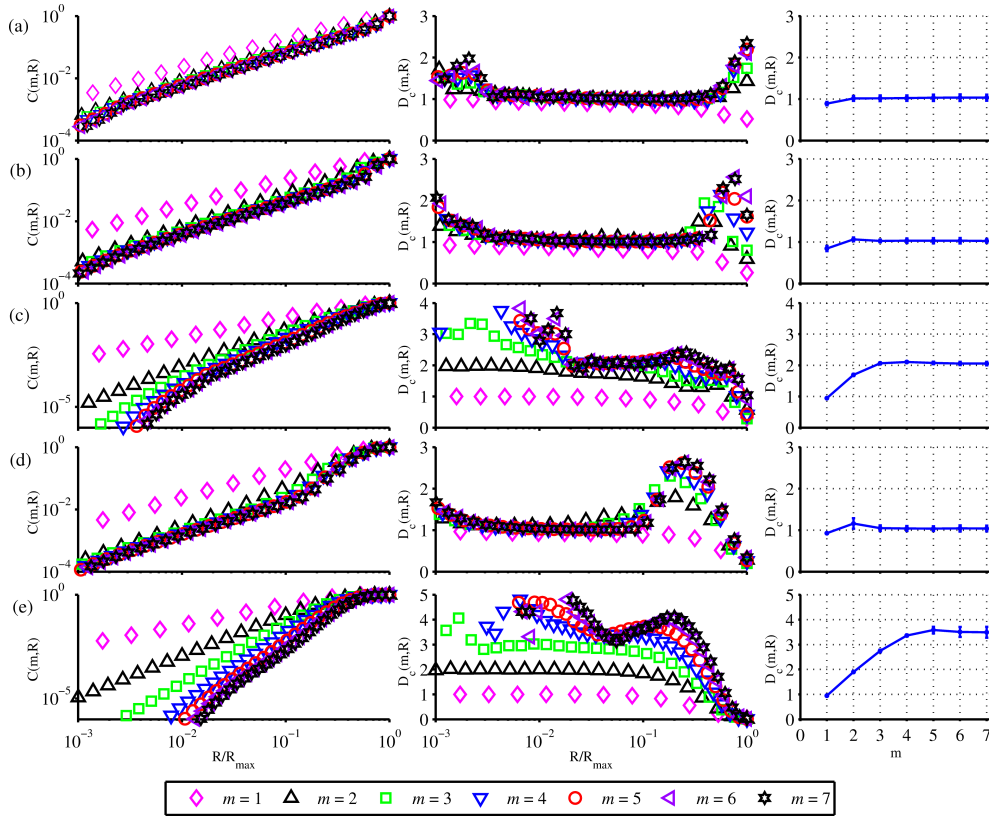 (a)
C(m,R)
10^0
10^-2
10^-4
D_c(m,R)
3
2
1
0
D_c(m,R)
3
2
1
0
(b)
C(m,R)
10^0
10^-2
10^-4
D_c(m,R)
3
2
1
0
D_c(m,R)
3
2
1
0
(c)
C(m,R)
10^0
10^-5
D_c(m,R)
4
3
2
1
0
D_c(m,R)
4
3
2
1
0
(d)
C(m,R)
10^0
10^-2
10^-4
D_c(m,R)
3
2
1
0
D_c(m,R)
3
2
1
0
(e)
C(m,R)
10^0
10^-5
10^-3 10^-2 10^-1 10^0
R/R_max
D_c(m,R)
5
4
3
2
1
0
10^-3 10^-2 10^-1 10^0
R/R_max
D_c(m,R)
5
4
3
2
1
0
0 1 2 3 4 5 6 7
m
m = 1 m = 2 m = 3 m = 4 m = 5 m = 6 m = 7